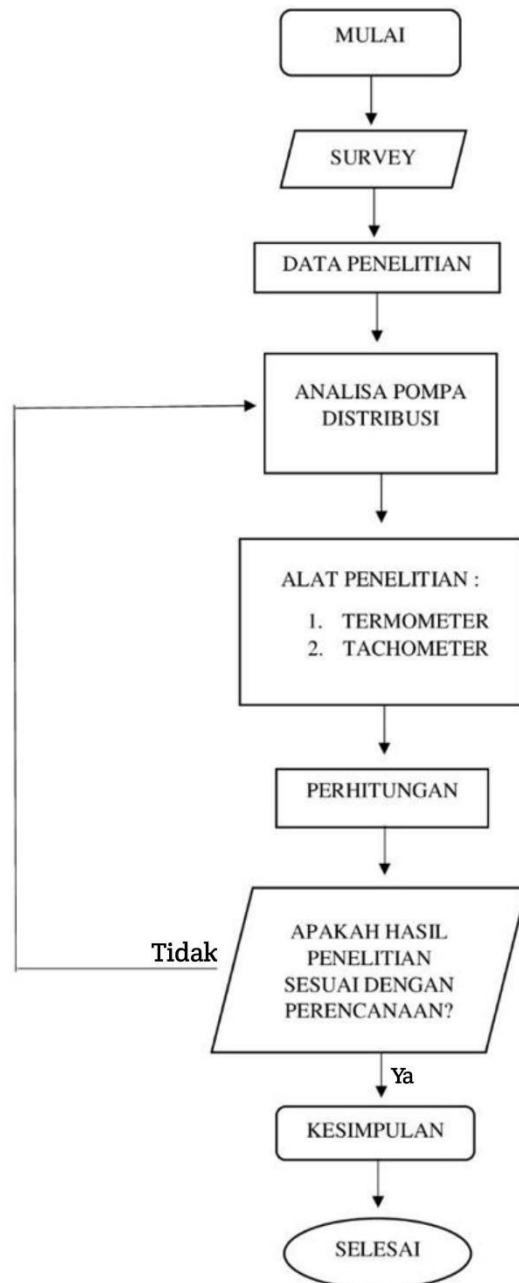 MULAI
SURVEY
DATA PENELITIAN
ANALISA POMPA
DISTRIBUSI
ALAT PENELITIAN :
1. TERMOMETER
2. TACHOMETER
PERHITUNGAN
APAKAH HASIL
PENELITIAN
SESUAI DENGAN
PERENCANAAN?
Tidak
Ya
KESIMPULAN
SELESAI